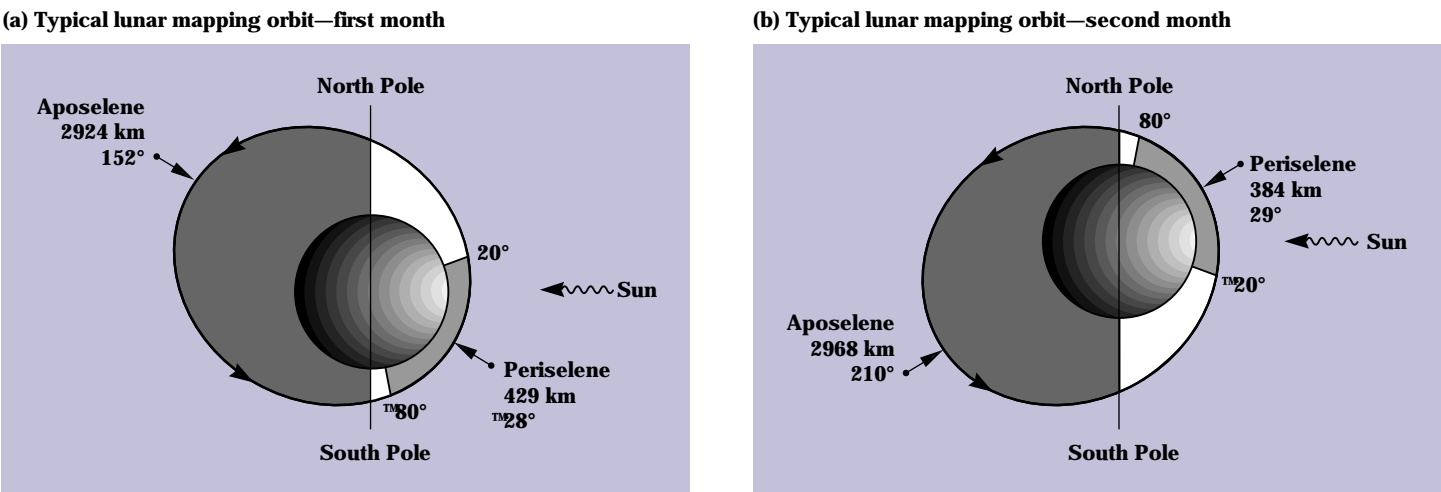 (a) Typical lunar mapping orbit—first month
North Pole
Aposelene
2924 km
152°
20°
Sun
Periselene
429 km
™28°
™80°
South Pole
(b) Typical lunar mapping orbit—second month
North Pole
80°
Periselene
384 km
29°
Sun
™20°
Aposelene
2968 km
210°
South Pole